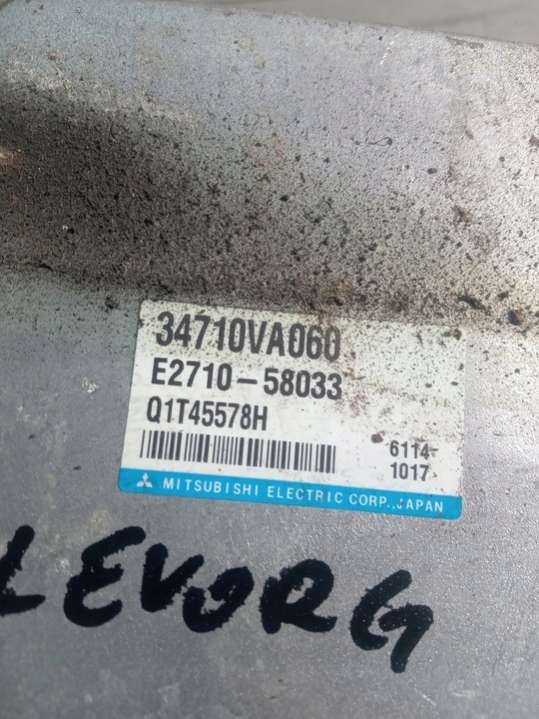 34710VA060
E2710-58033
Q1T45578H
6114-
1017
MITSUBISHI ELECTRIC CORP.,JAPAN
LEVORG